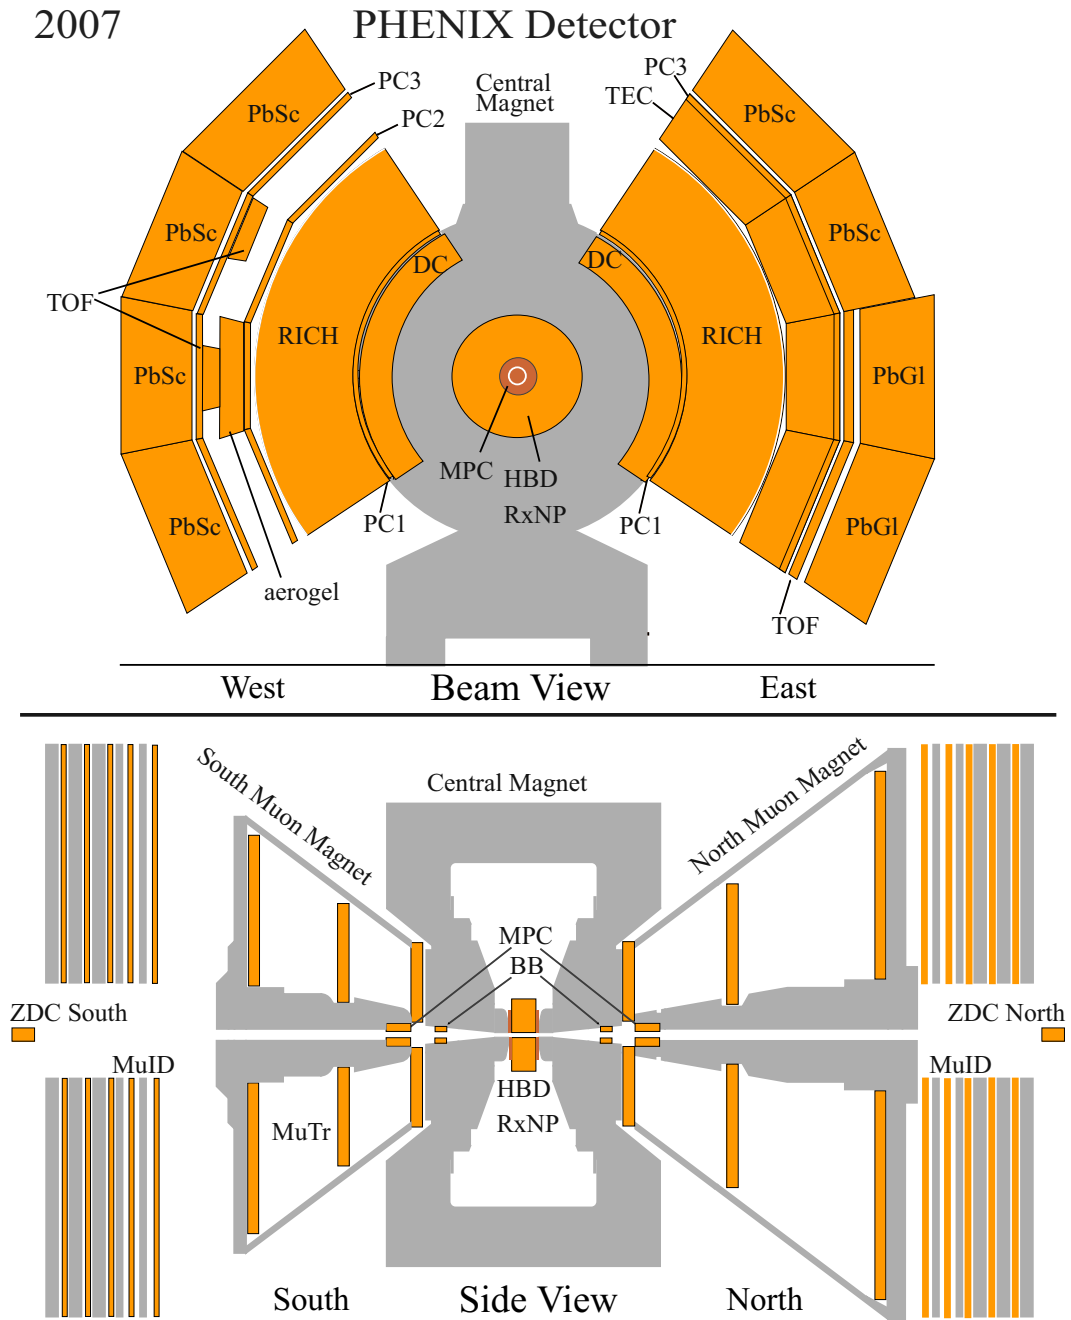 2007
PHENIX Detector
Central
Magnet
PC3
PC3
TEC
PbSc
PC2
PbSc
PbSc
DC
DC
PbSc
TOF
RICH
RICH
PbSc
PbGl
MPC
HBD
PC1
RxNP
PC1
PbSc
PbGl
aerogel
TOF
West
Beam View
East
South Muon Magnet
Central Magnet
North Muon Magnet
MPC
BB
ZDC South
ZDC North
MuID
MuID
HBD
MuTr
RxNP
South
Side View
North